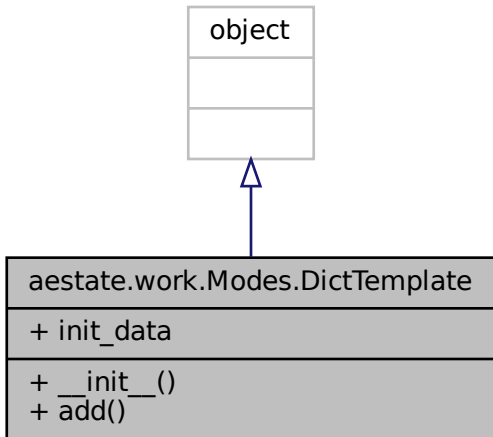 object
aestate.work.Modes.DictTemplate
+ init_data
+ __init__()
+ add()